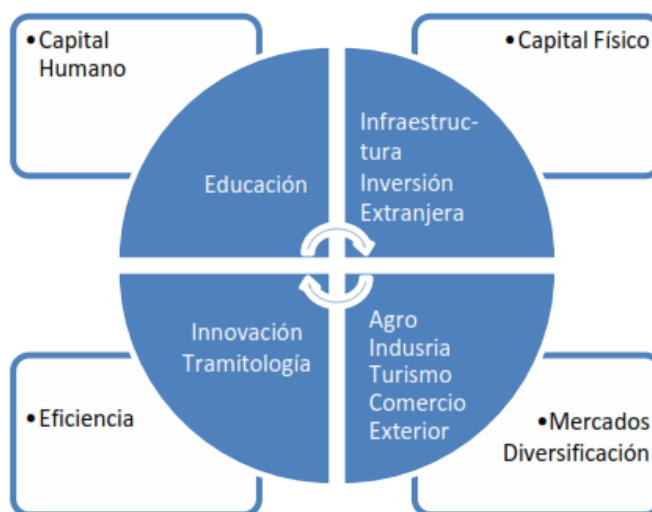 •Capital
Humano
•Capital Físico
Educación
Infraestruc-
tura
Inversión
Extranjera
Innovación
Tramitología
Agro
Indusria
Turismo
Comercio
Exterior
•Eficiencia
•Mercados
Diversificación